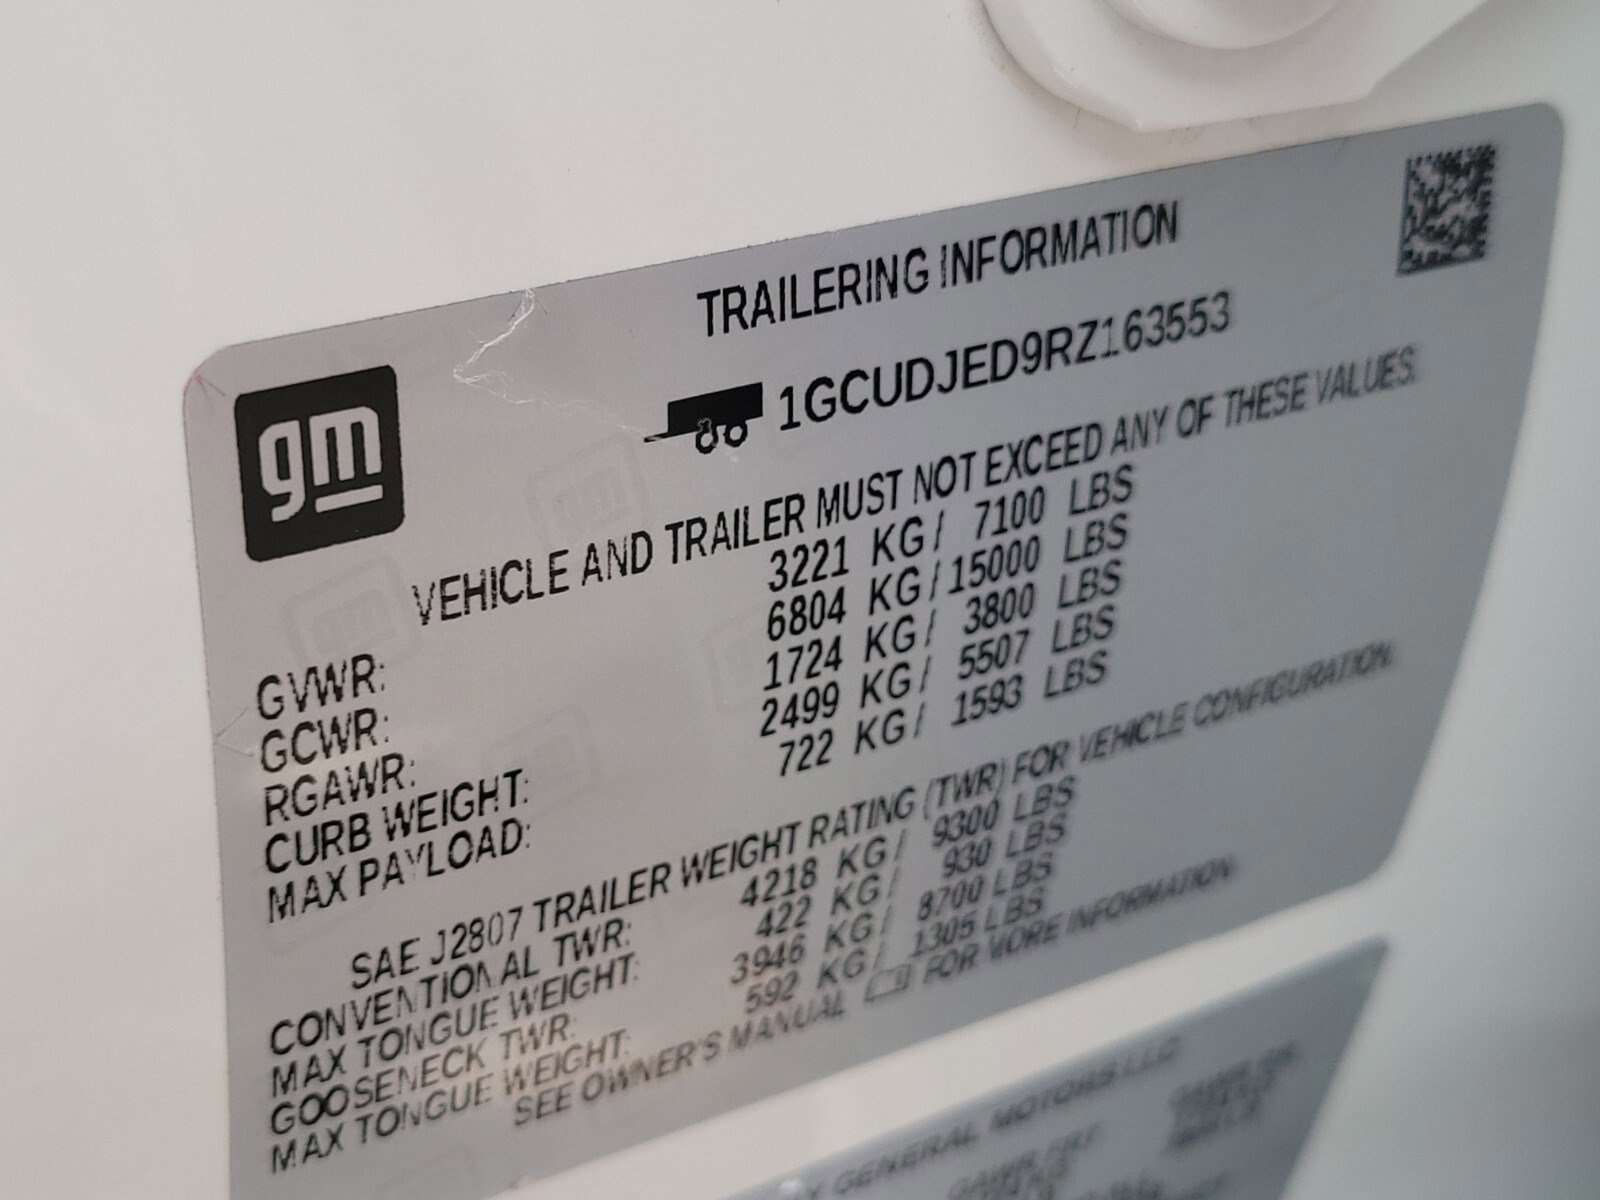 gm
TRAILERING INFORMATION
1GCUDJED9RZ163553
VEHICLE AND TRAILER MUST NOT EXCEED ANY OF THESE VALUES.
GVWR: 3221 KG/ 7100 LBS
GCWR: 6804 KG/15000 LBS
RGAWR: 1724 KG/ 3800 LBS
CURB WEIGHT: 2499 KG/ 5507 LBS
MAX PAYLOAD: 722 KG/ 1593 LBS
SAE J2807 TRAILER WEIGHT RATING (TWR) FOR VEHICLE CONFIGURATION.
CONVENTIONAL TWR: 4218 KG/ 9300 LBS
MAX TONGUE WEIGHT: 422 KG/ 930 LBS
GOOSENECK TWR: 3946 KG/ 8700 LBS
MAX TONGUE WEIGHT: 592 KG/ 1305 LBS
SEE OWNER'S MANUAL FOR MORE INFORMATION.
GENERAL MOTORS LLC